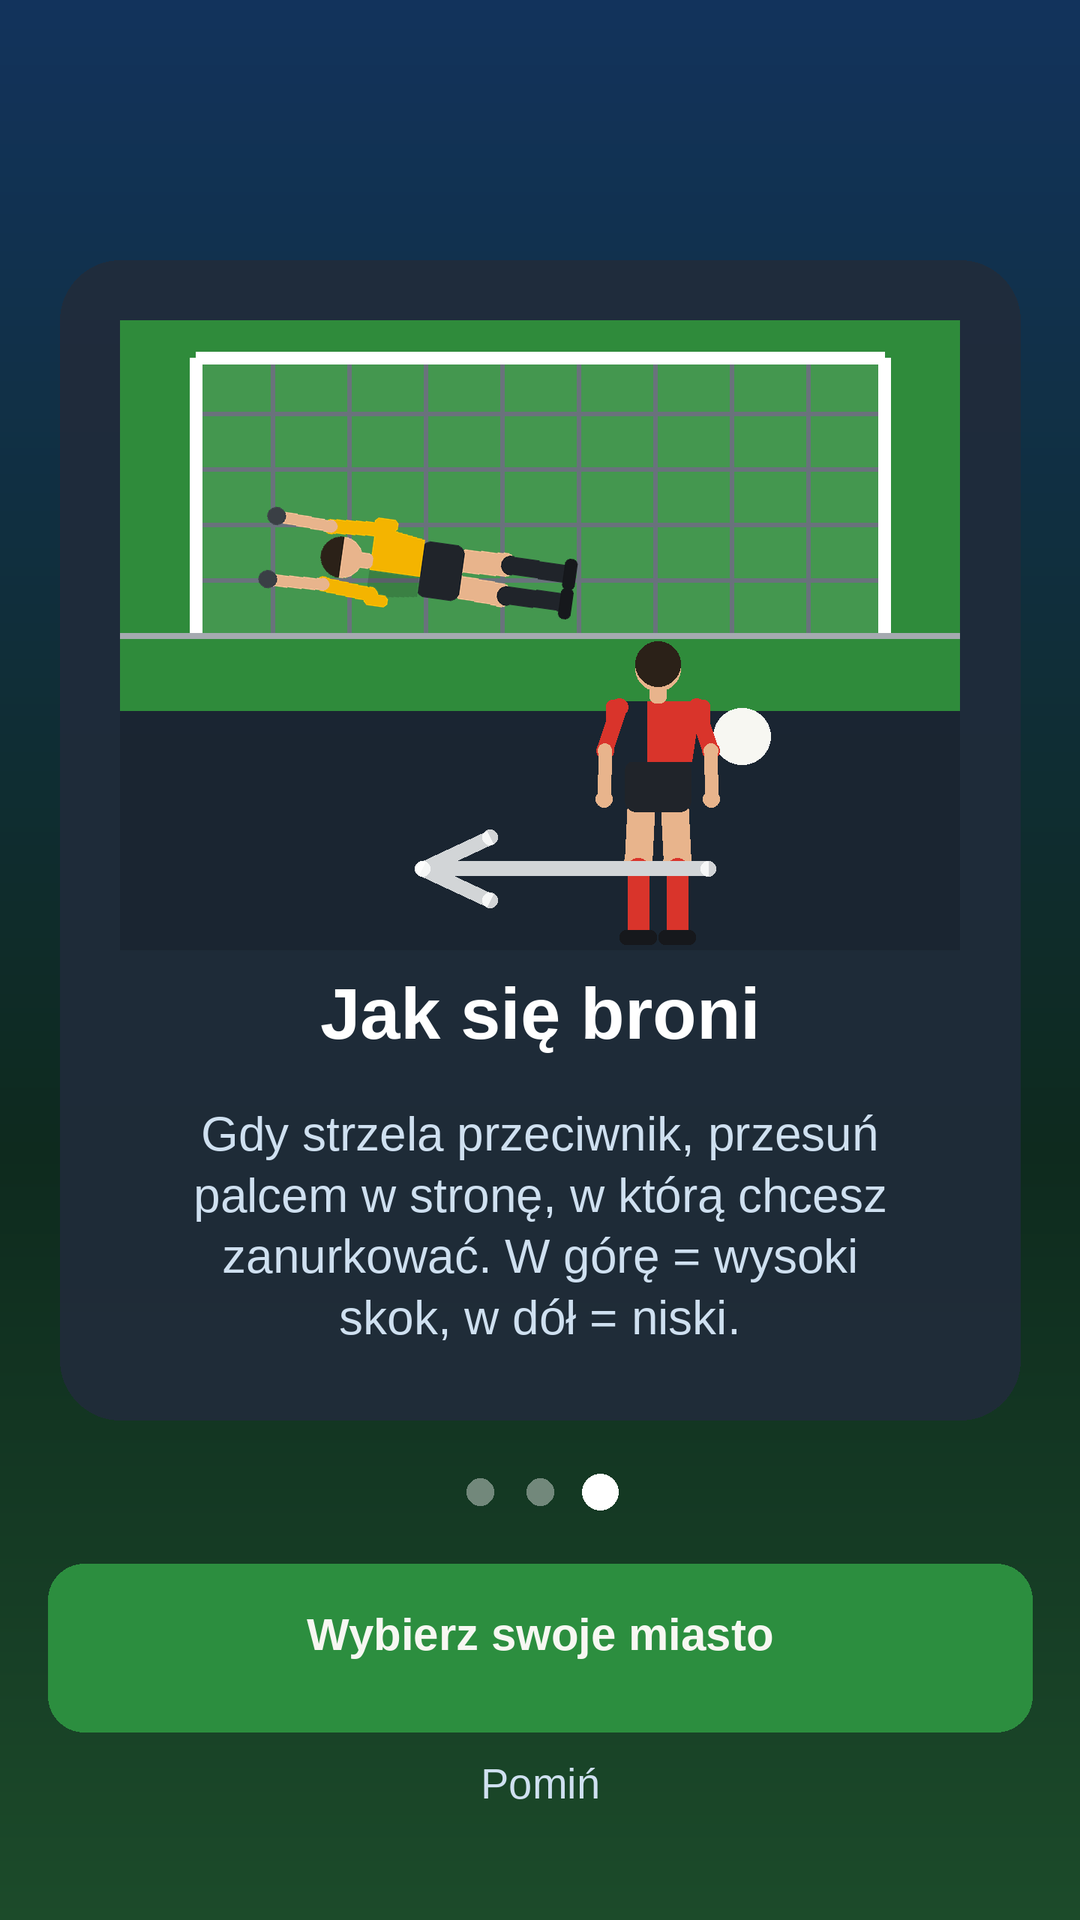 Jak się broni
Gdy strzela przeciwnik, przesuń
palcem w stronę, w którą chcesz
zanurkować. W górę = wysoki
skok, w dół = niski.
Wybierz swoje miasto
Pomiń